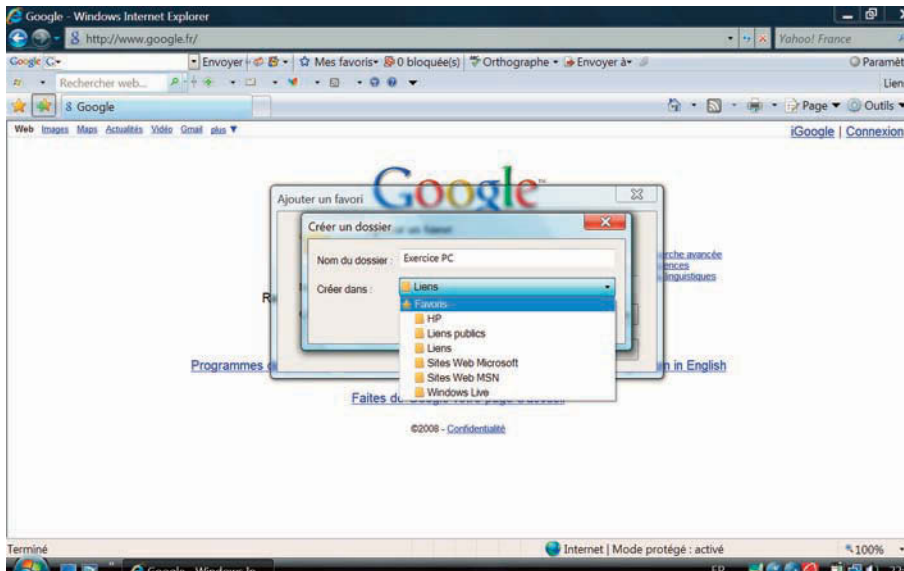 Google - Windows Internet Explorer
http://www.google.fr/
Yahoo! France
Google
Envoyer
Mes favoris
0 bloquée(s)
Orthographe
Envoyer à
Paramèt
Rechercher web...
Lien
Google
Page
Outils
Web Images Maps Actualités Vidéo Gmail plus
iGoogle | Connexion
Google™
Ajouter un favori
Créer un dossier
Nom du dossier :
Exercice PC
rche avancée
linguistiques
Créer dans :
Liens
Favoris
HP
Liens publics
Liens
Programmes
Sites Web Microsoft
in English
Sites Web MSN
Windows Live
Faites de
©2008 - Confidentialité
Terminé
Internet | Mode protégé : activé
100%
Google - Windows In
FR